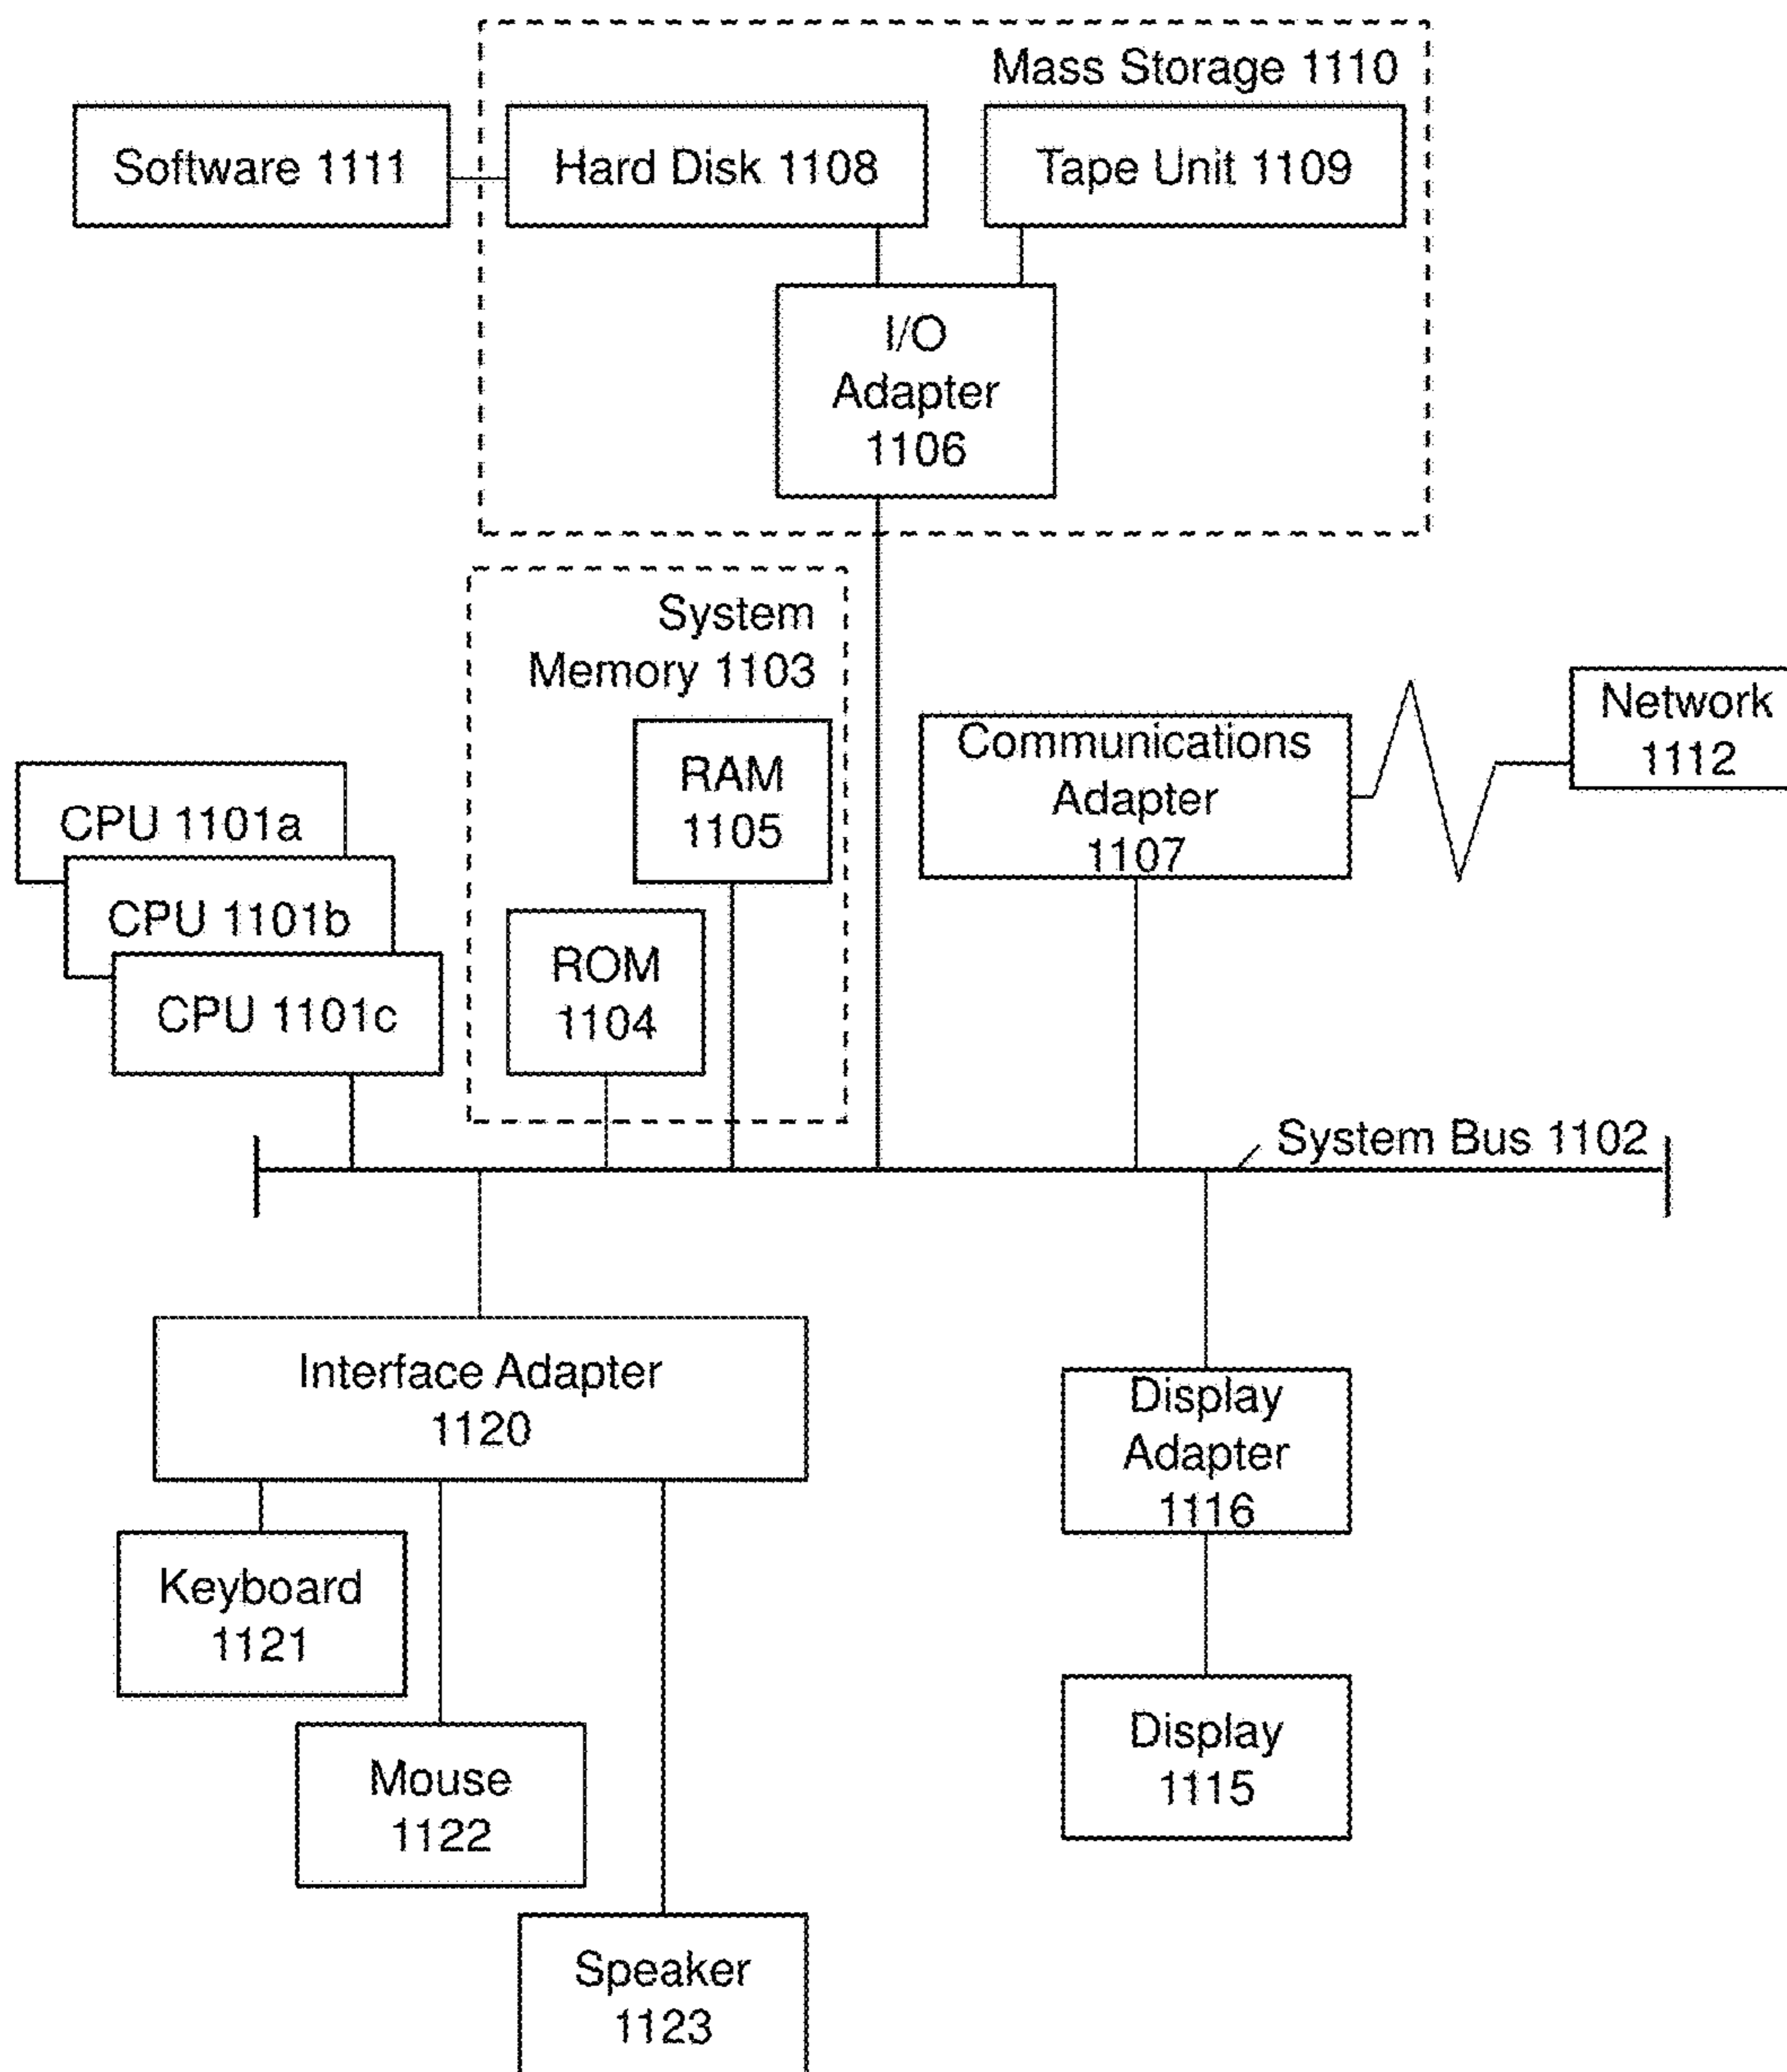 Mass Storage 1110
Software 1111
Hard Disk 1108
Tape Unit 1109
I/O
Adapter
1106
System
Memory 1103
RAM
1105
ROM
1104
Communications
Adapter
1107
Network
1112
CPU 1101a
CPU 1101b
CPU 1101c
System Bus 1102
Interface Adapter
1120
Display
Adapter
1116
Keyboard
1121
Mouse
1122
Display
1115
Speaker
1123